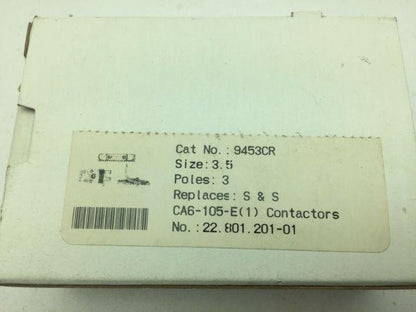 Cat No.: 9453CR
Size: 3.5
Poles: 3
Replaces: S & S
CA6-105-E(1) Contactors
No.: 22.801.201-01